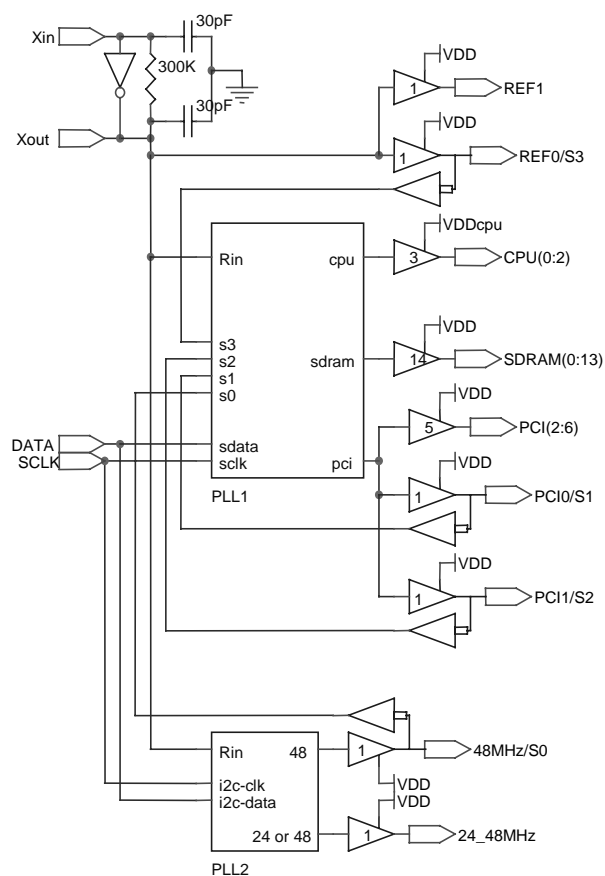 30pF
Xin
VDD
300K
1
REF1
30pF
VDD
Xout
1
REF0/S3
VDDcpu
Rin
cpu
3
CPU(0:2)
VDD
s3
s2
sdram
14
SDRAM(0:13)
s1
s0
VDD
5
PCI(2:6)
DATA
sdata
SCLK
sclk
pci
VDD
PLL1
1
PCI0/S1
VDD
1
PCI1/S2
Rin
48
1
48MHz/S0
i2c-clk
VDD
i2c-data
VDD
24 or 48
1
24_48MHz
PLL2